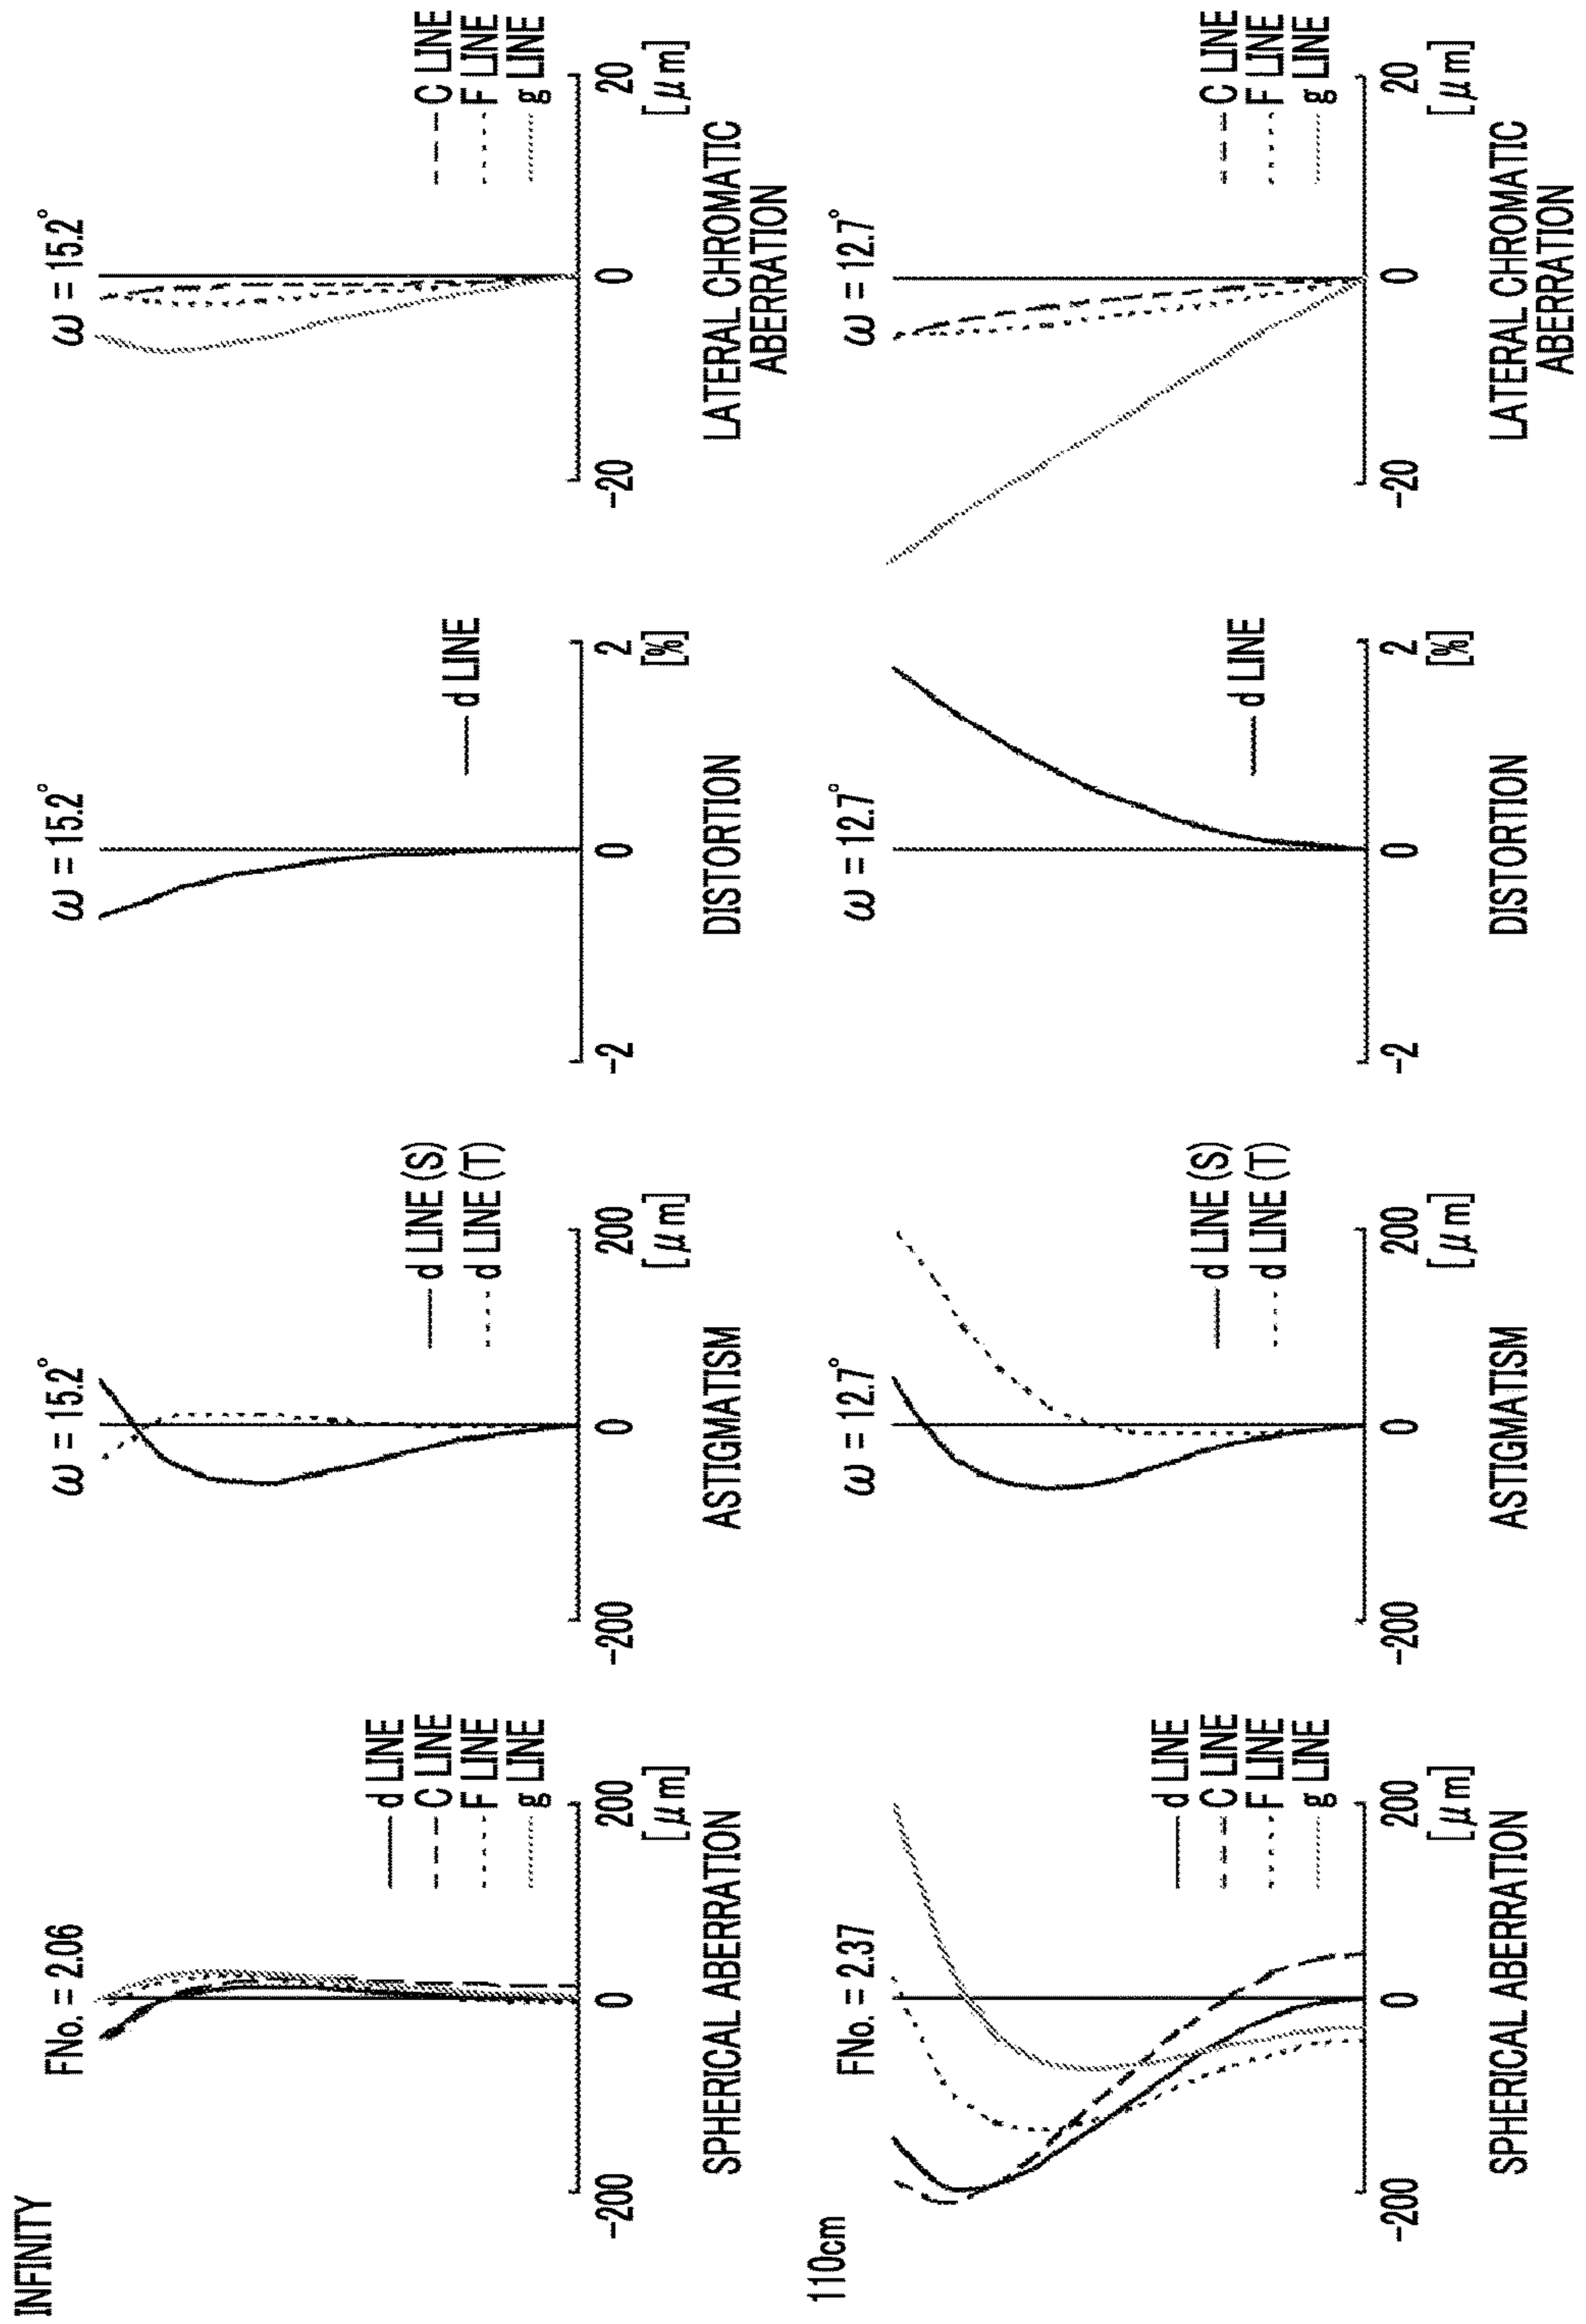 INFINITY
FNo. = 2.06
d LINE
C LINE
F LINE
g LINE
-200
0
200
[μm]
SPHERICAL ABERRATION
ω = 15.2°
d LINE (S)
d LINE (T)
-200
0
200
[μm]
ASTIGMATISM
ω = 15.2°
d LINE
-2
0
2
[%]
DISTORTION
ω = 15.2°
C LINE
F LINE
g LINE
-20
0
20
[μm]
LATERAL CHROMATIC
ABERRATION
110cm
FNo. = 2.37
d LINE
C LINE
F LINE
g LINE
-200
0
200
[μm]
SPHERICAL ABERRATION
ω = 12.7°
d LINE (S)
d LINE (T)
-200
0
200
[μm]
ASTIGMATISM
ω = 12.7°
d LINE
-2
0
2
[%]
DISTORTION
ω = 12.7°
C LINE
F LINE
g LINE
-20
0
20
[μm]
LATERAL CHROMATIC
ABERRATION